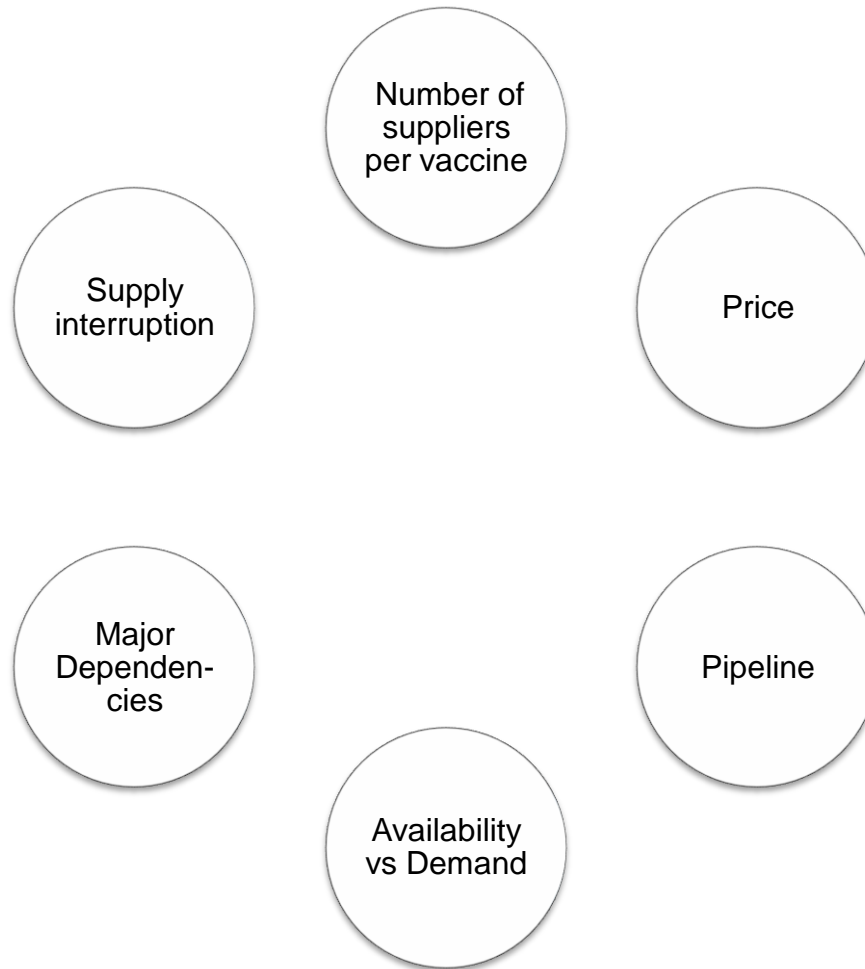 Number of
suppliers
per vaccine
Supply
interruption
Price
Major
Dependen-
cies
Pipeline
Availability
vs Demand